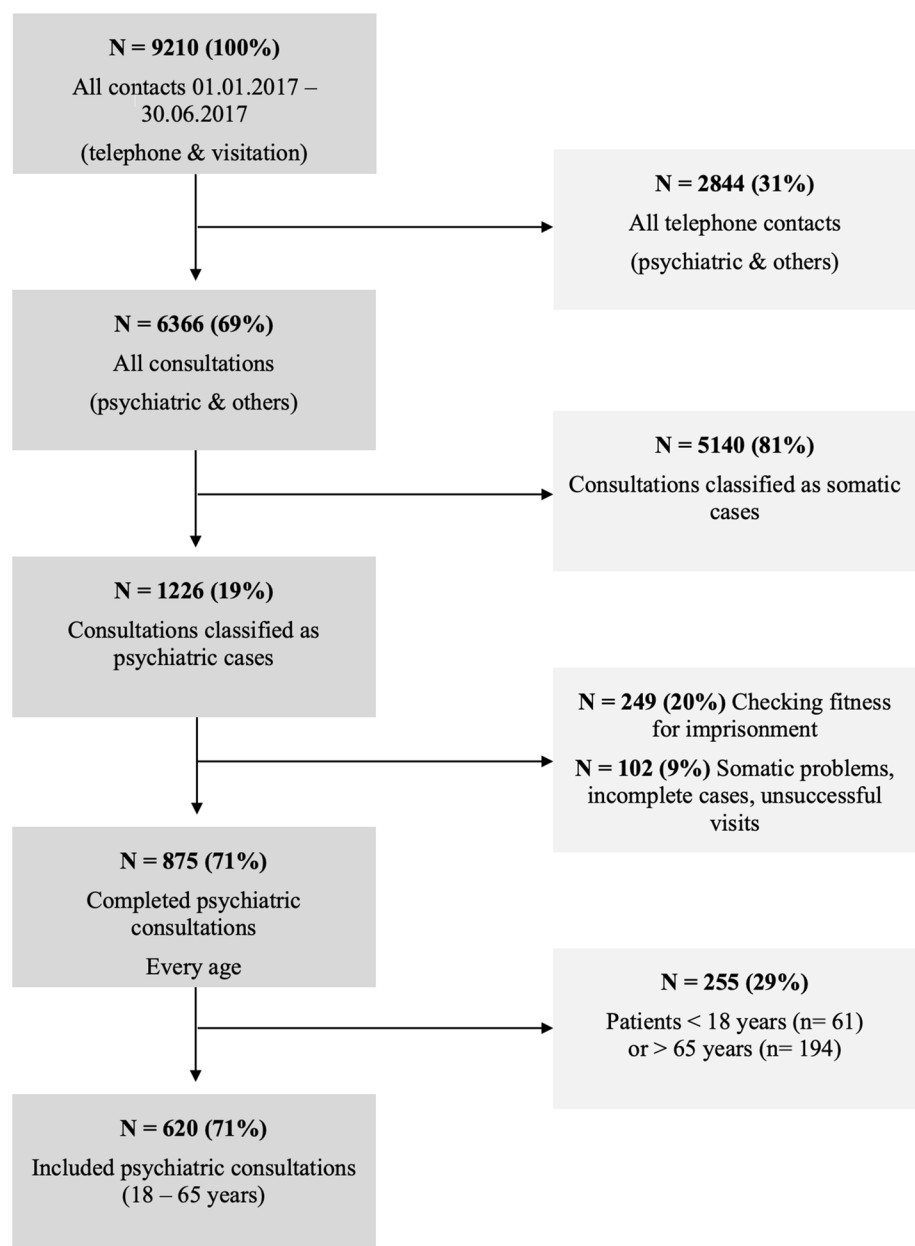 N = 9210 (100%)
All contacts 01.01.2017 –
30.06.2017
(telephone & visitation)
N = 2844 (31%)
All telephone contacts
(psychiatric & others)
N = 6366 (69%)
All consultations
(psychiatric & others)
N = 5140 (81%)
Consultations classified as somatic
cases
N = 1226 (19%)
Consultations classified as
psychiatric cases
N = 249 (20%) Checking fitness
for imprisonment
N = 102 (9%) Somatic problems,
incomplete cases, unsuccessful
visits
N = 875 (71%)
Completed psychiatric
consultations
Every age
N = 255 (29%)
Patients < 18 years (n= 61)
or > 65 years (n= 194)
N = 620 (71%)
Included psychiatric consultations
(18 – 65 years)